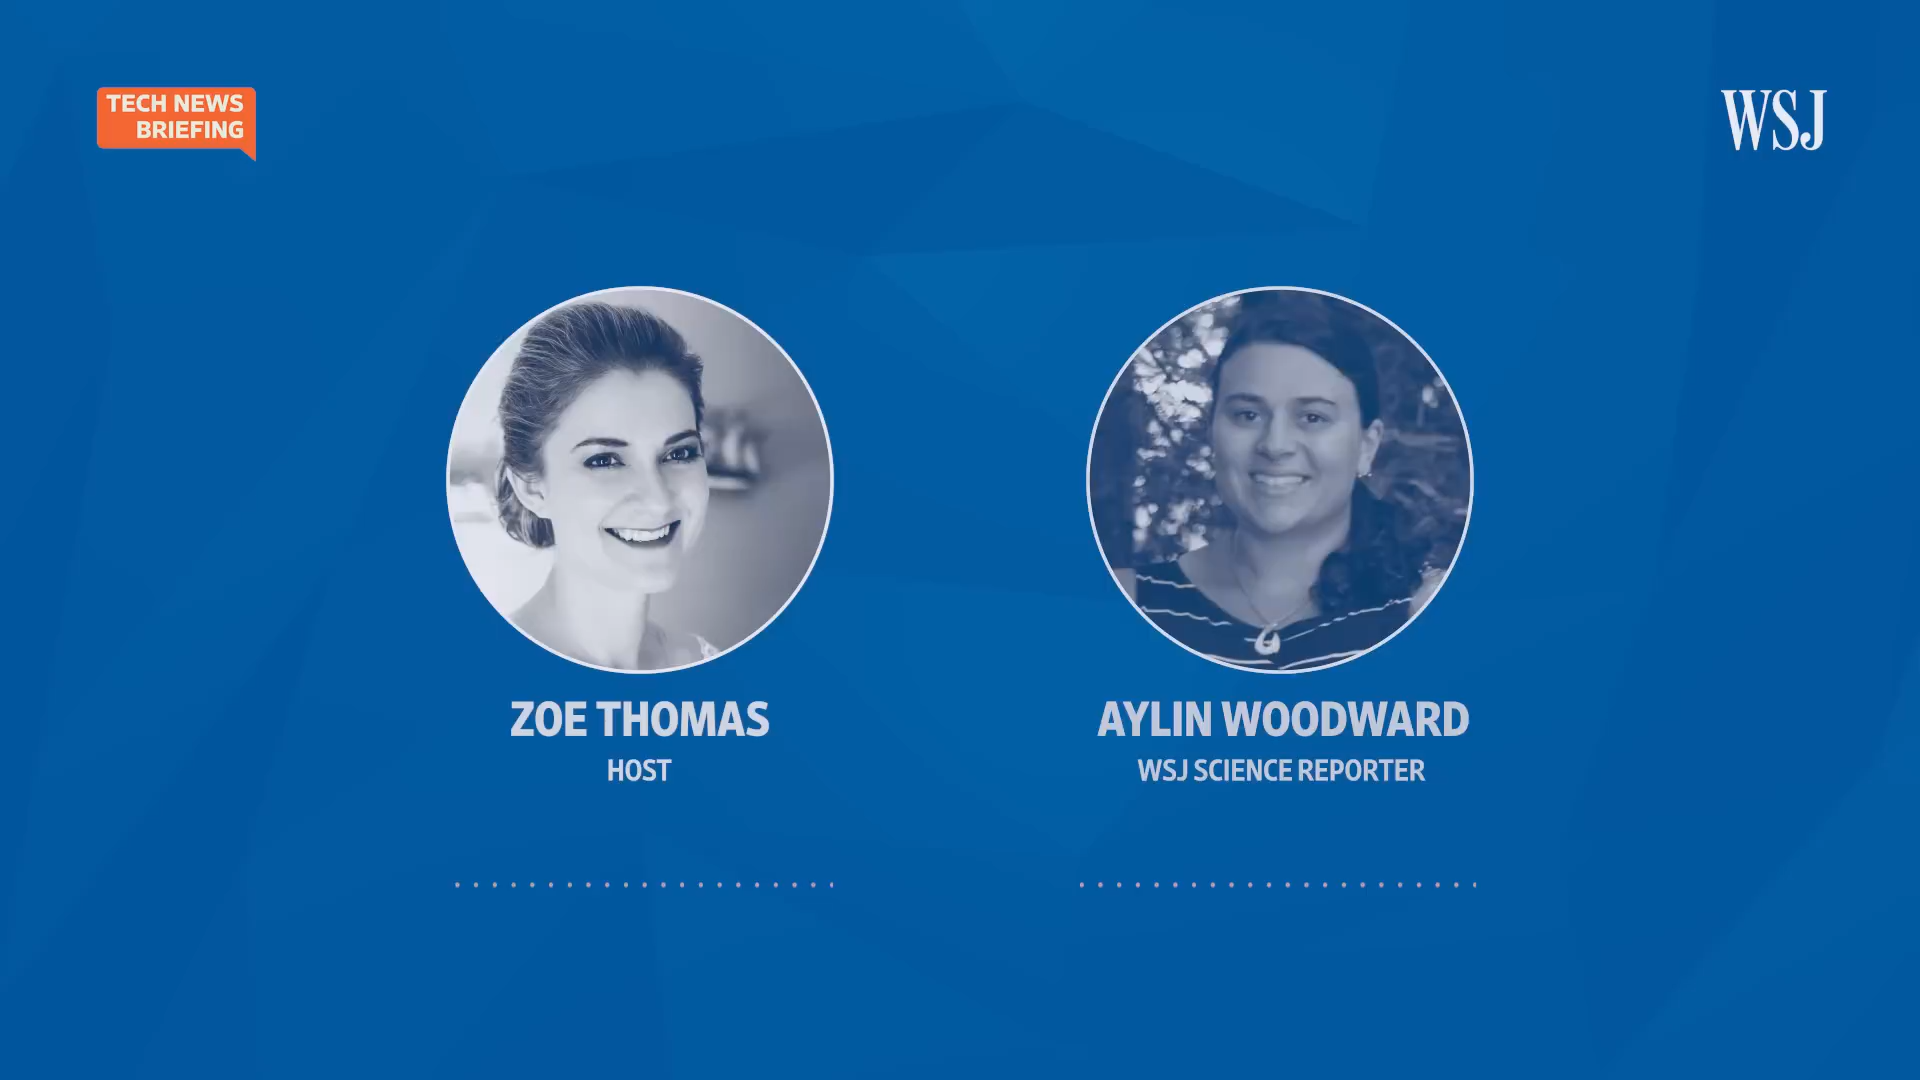 TECH NEWS
BRIEFING
WSJ
ZOE THOMAS
HOST
AYLIN WOODWARD
WSJ SCIENCE REPORTER